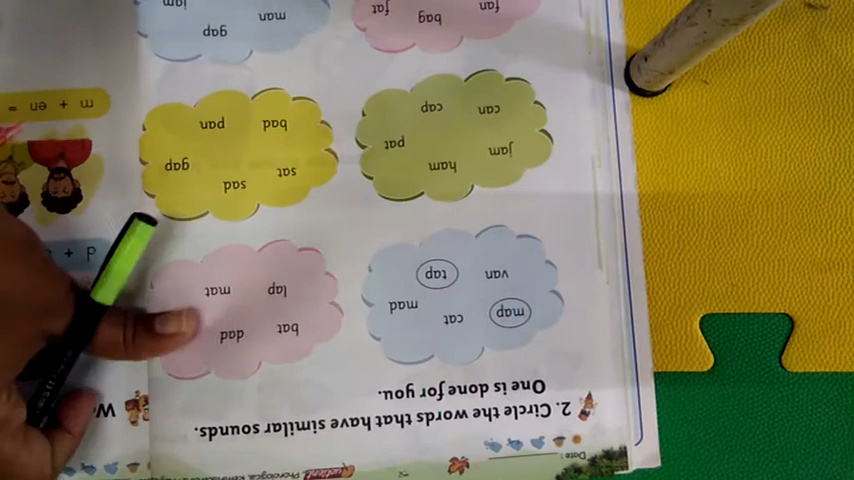 Date :
2. Circle the words that have similar sounds.
One is done for you.
map cat mad
van tap
bat dad
lap mat
jam ham pat
can cap
sat sad gap
bad pan
fan bag fat
man gap jam
d +
m + en =